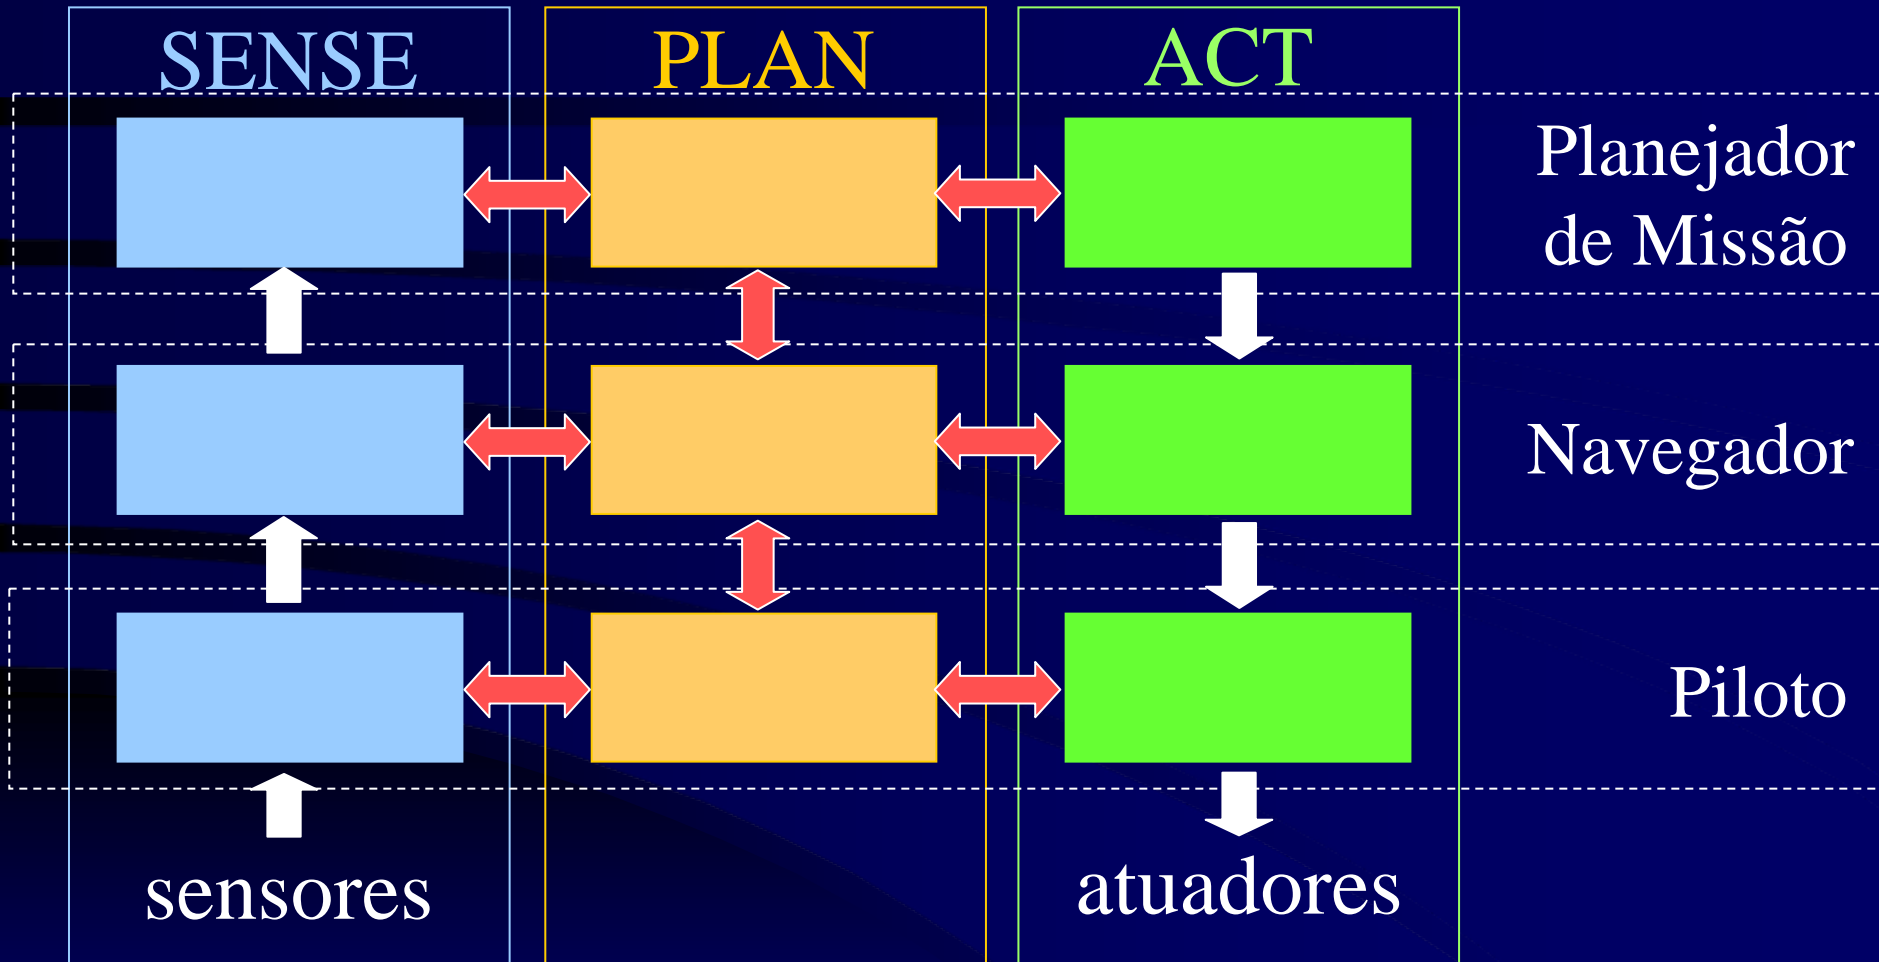 SENSE PLAN ACT
Planejador
de Missão
Navegador
Piloto
sensores
atuadores